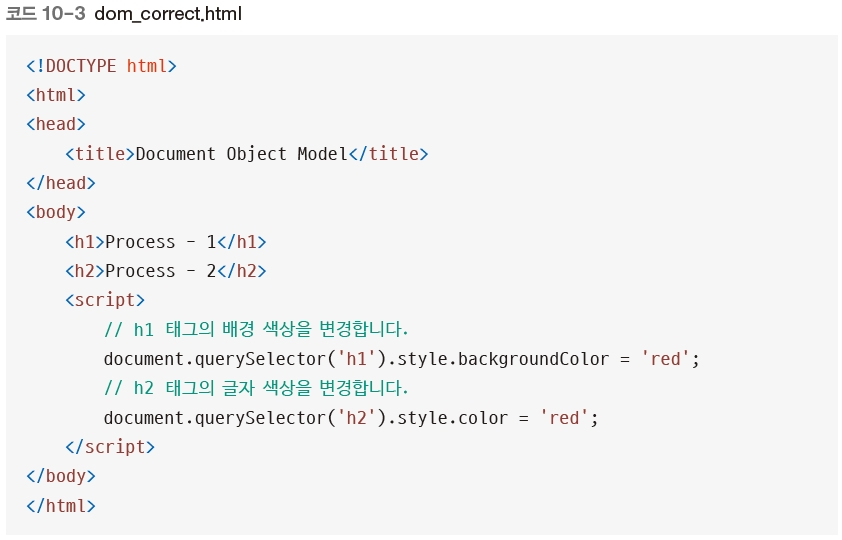 코드 10-3 dom_correct.html
<!DOCTYPE html>
<html>
<head>
    <title>Document Object Model</title>
</head>
<body>
    <h1>Process - 1</h1>
    <h2>Process - 2</h2>
    <script>
        // h1 태그의 배경 색상을 변경합니다.
        document.querySelector('h1').style.backgroundColor = 'red';
        // h2 태그의 글자 색상을 변경합니다.
        document.querySelector('h2').style.color = 'red';
    </script>
</body>
</html>